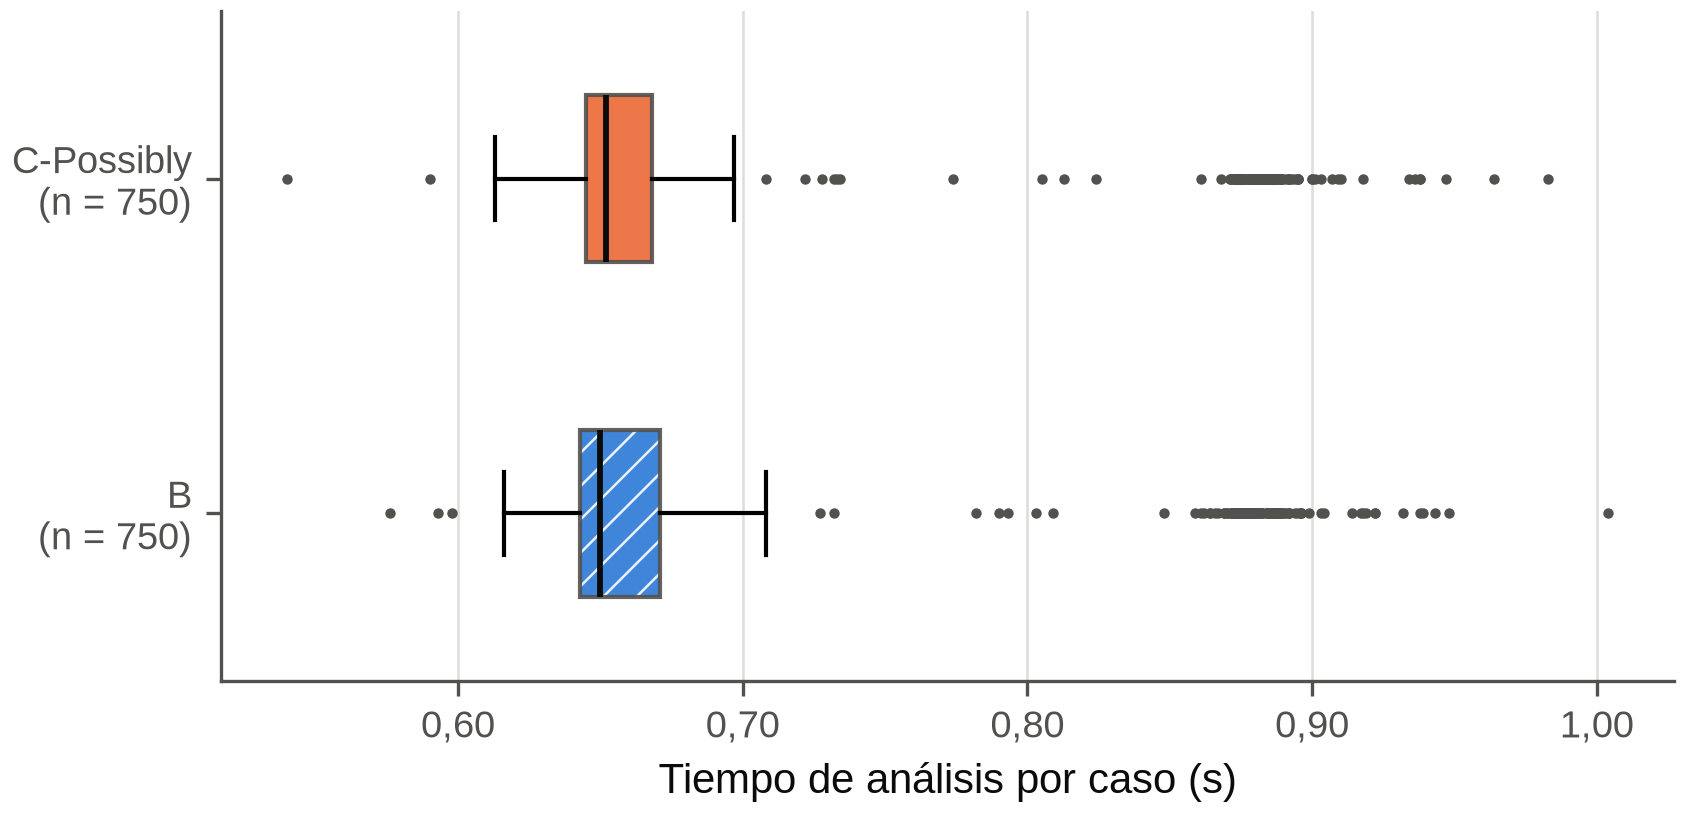 C-Possibly
(n = 750)
B
(n = 750)
0,60
0,70
0,80
0,90
1,00
Tiempo de análisis por caso (s)